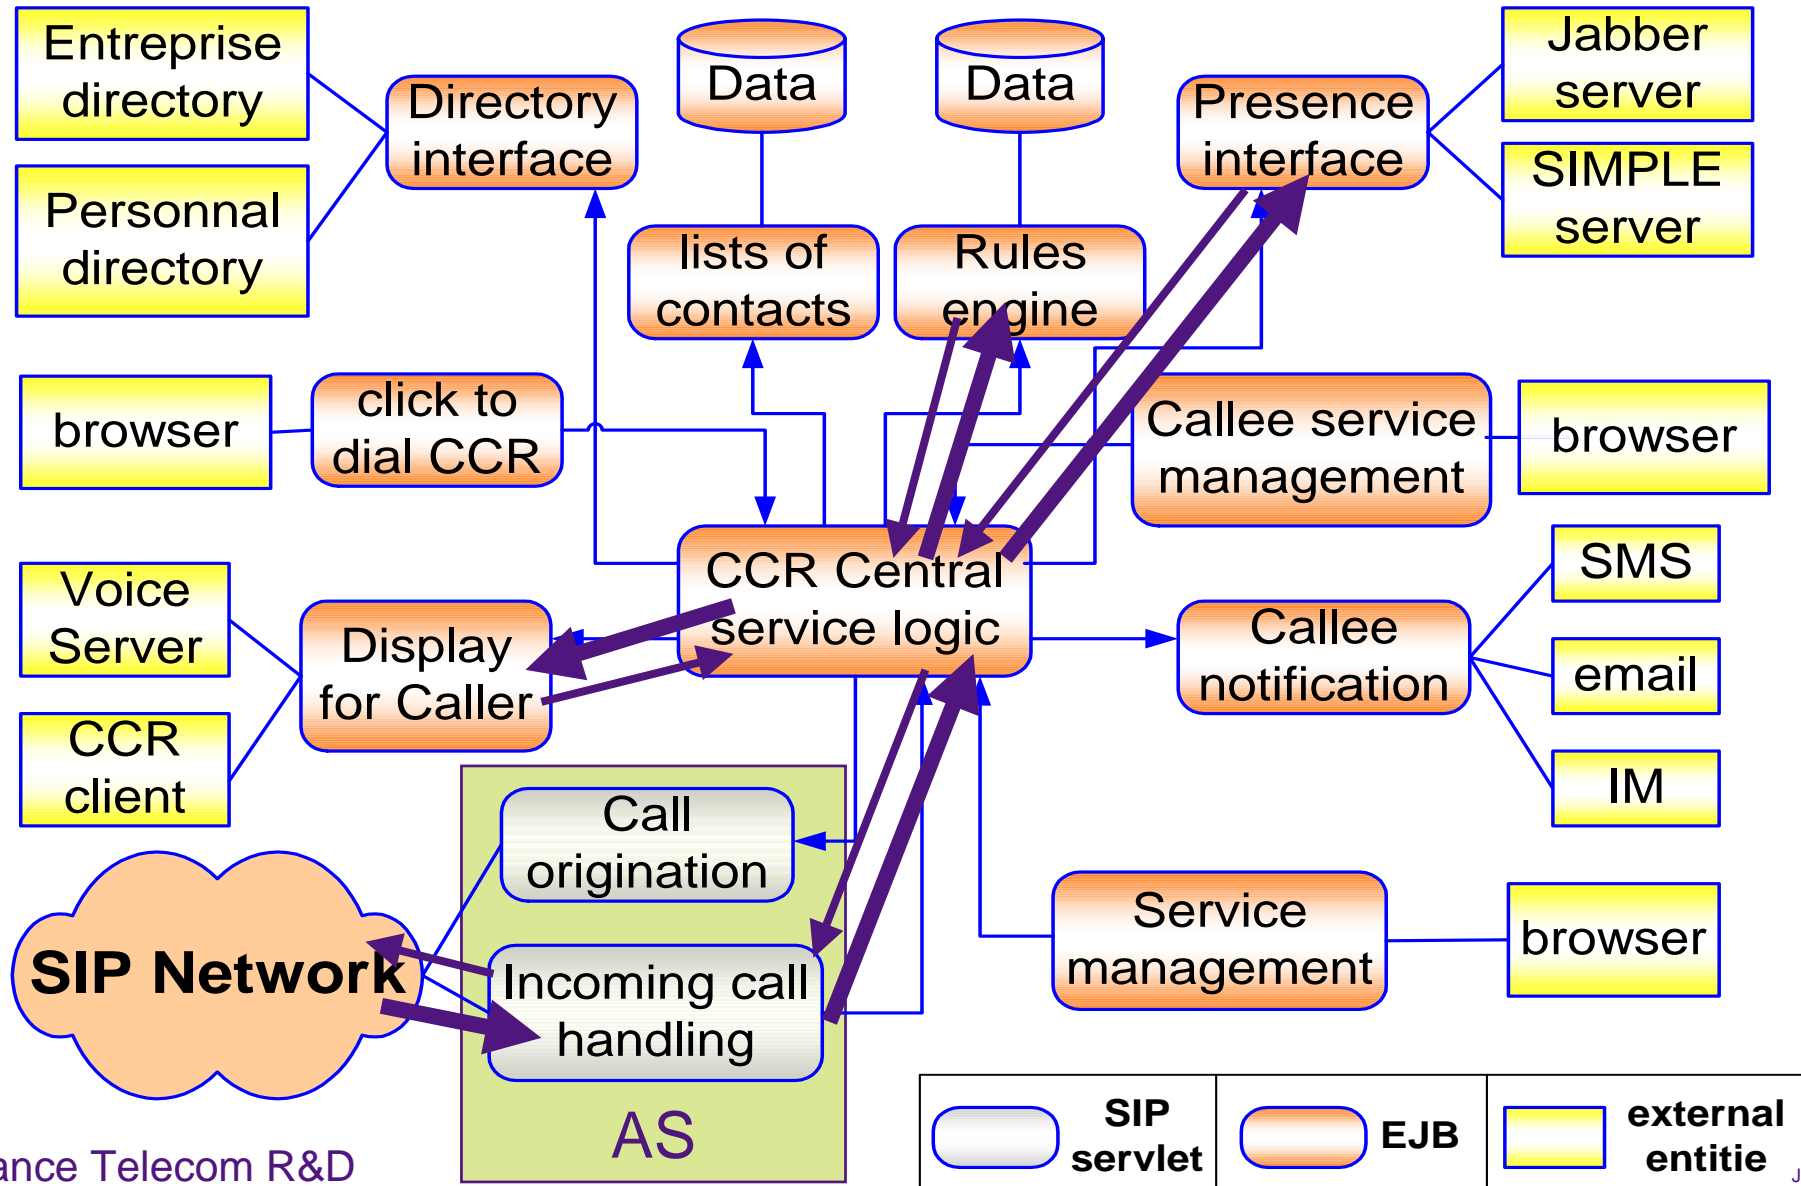 Entreprise
directory
Personnal
directory
Directory
interface
Data
Data
Presence
interface
Jabber
server
SIMPLE
server
lists of
contacts
Rules
engine
browser
click to
dial CCR
Callee service
management
browser
CCR Central
service logic
Voice
Server
CCR
client
Display
for Caller
Callee
notification
SMS
email
IM
Call
origination
SIP Network
Incoming call
handling
AS
Service
management
browser
SIP
servlet
EJB
external
entitie
ance Telecom R&D
J